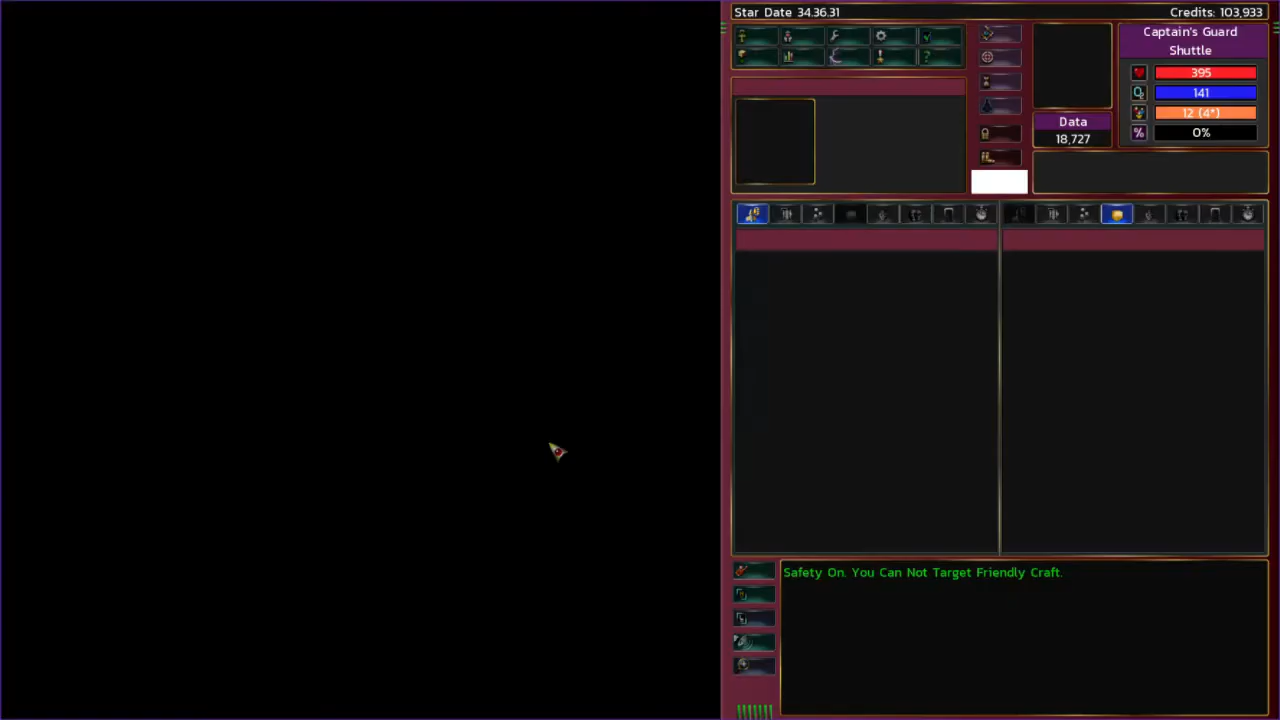 Star Date 34.36.31
Credits: 103,933
Captain's Guard
Shuttle
395
O2
141
12 (4*)
%
0%
Data
18,727
?
Safety On. You Can Not Target Friendly Craft.